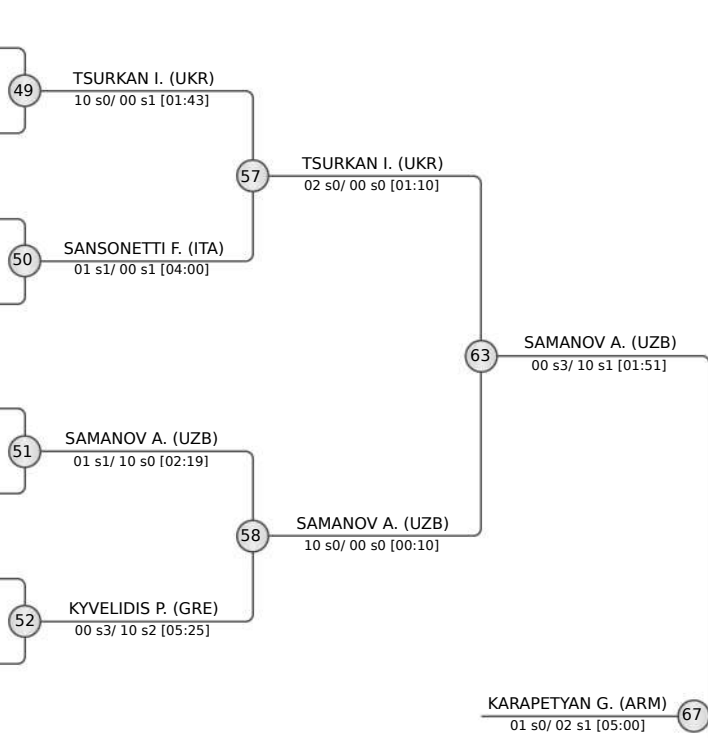 49
TSURKAN I. (UKR)
10 s0/ 00 s1 [01:43]
57
TSURKAN I. (UKR)
02 s0/ 00 s0 [01:10]
50
SANSONETTI F. (ITA)
01 s1/ 00 s1 [04:00]
63
SAMANOV A. (UZB)
00 s3/ 10 s1 [01:51]
51
SAMANOV A. (UZB)
01 s1/ 10 s0 [02:19]
58
SAMANOV A. (UZB)
10 s0/ 00 s0 [00:10]
52
KYVELIDIS P. (GRE)
00 s3/ 10 s2 [05:25]
KARAPETYAN G. (ARM)
01 s0/ 02 s1 [05:00]
67